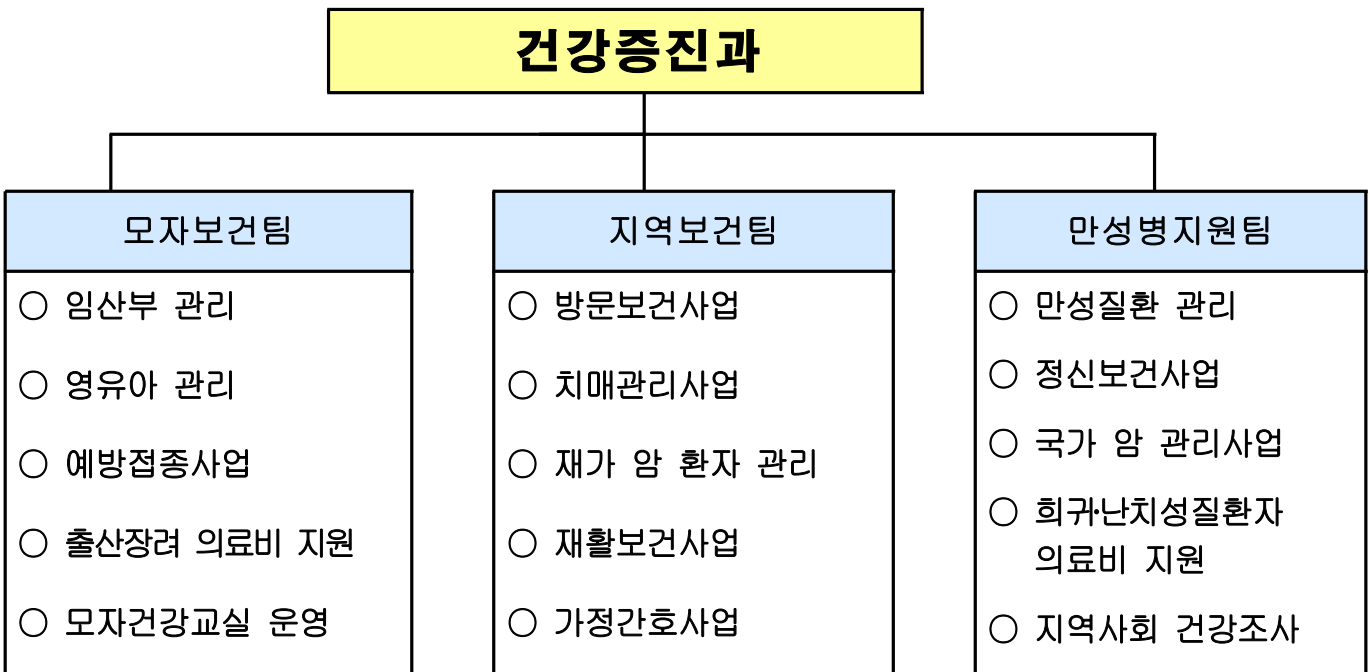 건강증진과
모자보건팀
○ 임산부 관리
○ 영유아 관리
○ 예방접종사업
○ 출산장려 의료비 지원
○ 모자건강교실 운영
지역보건팀
○ 방문보건사업
○ 치매관리사업
○ 재가 암 환자 관리
○ 재활보건사업
○ 가정간호사업
만성병지원팀
○ 만성질환 관리
○ 정신보건사업
○ 국가 암 관리사업
○ 희귀·난치성질환자
의료비 지원
○ 지역사회 건강조사